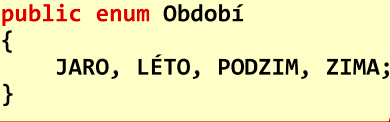 public enum Období
{
    JARO, LÉTO, PODZIM, ZIMA;
}